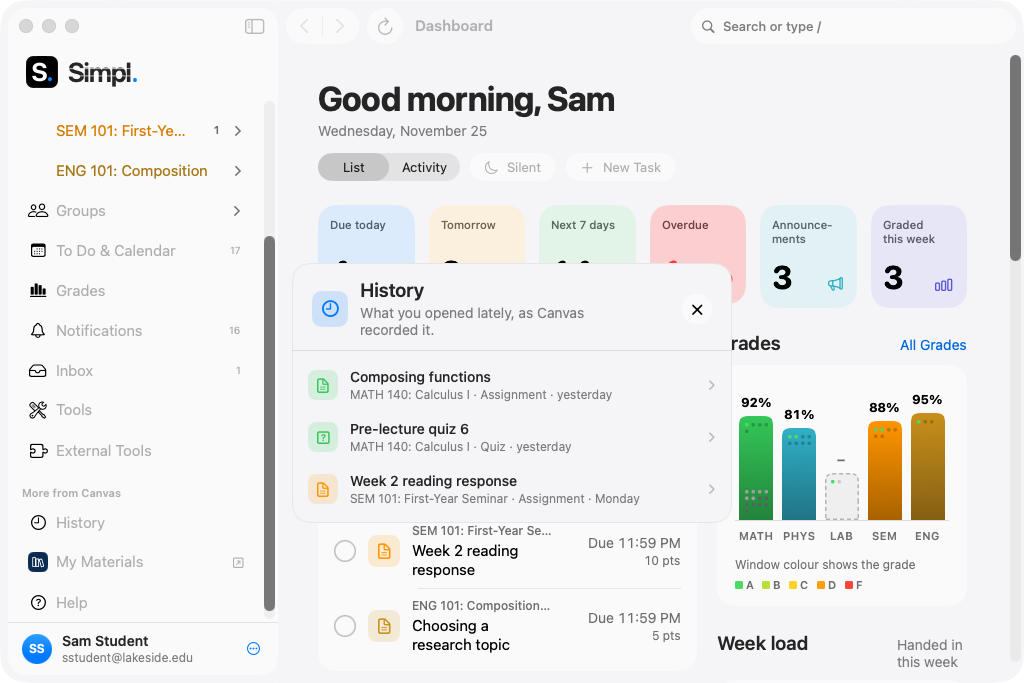 Dashboard
Search or type /
S.
Simpl.
SEM 101: First-Ye... 1
ENG 101: Composition
Groups
To Do & Calendar 17
Grades
Notifications 16
Inbox 1
Tools
External Tools
More from Canvas
History
My Materials
Help
SS
Sam Student
sstudent@lakeside.edu
Good morning, Sam
Wednesday, November 25
List Activity Silent New Task
Due today
Tomorrow
Next 7 days
Overdue
Announce-
ments
3
Graded
this week
3
History
What you opened lately, as Canvas
recorded it.
Composing functions
MATH 140: Calculus I · Assignment · yesterday
Pre-lecture quiz 6
MATH 140: Calculus I · Quiz · yesterday
Week 2 reading response
SEM 101: First-Year Seminar · Assignment · Monday
SEM 101: First-Year Se...
Week 2 reading
response
Due 11:59 PM
10 pts
ENG 101: Composition...
Choosing a
research topic
Due 11:59 PM
5 pts
rades
All Grades
92% 81% – 88% 95%
MATH PHYS LAB SEM ENG
Window colour shows the grade
A B C D F
Week load
Handed in
this week